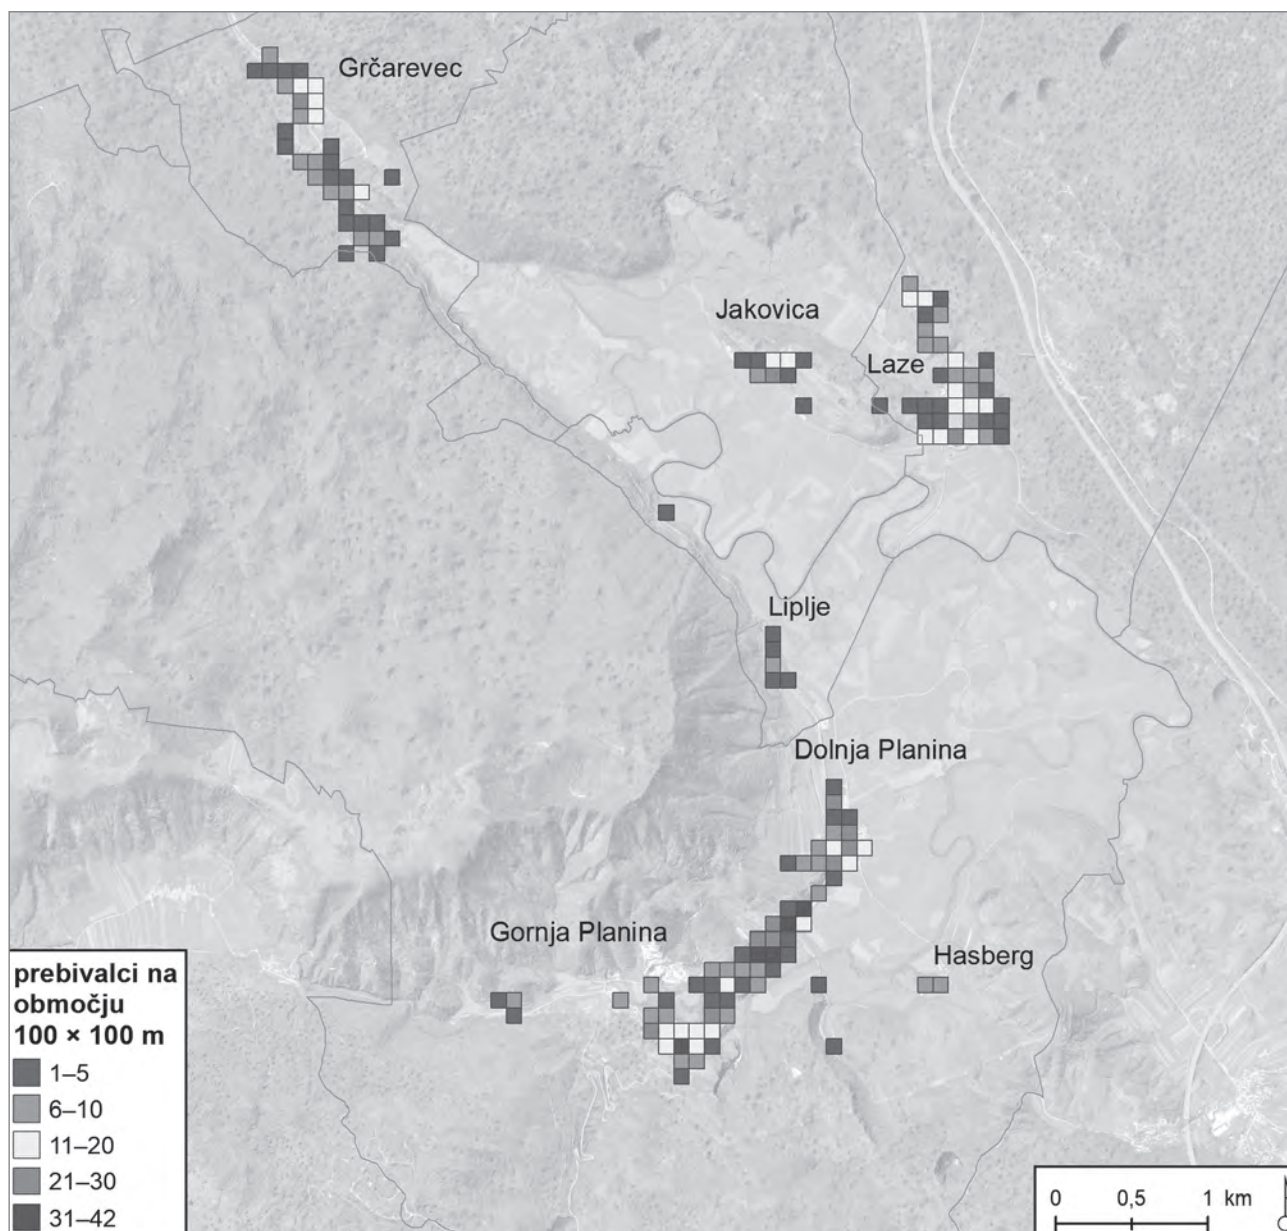 Grčarevec
Jakovica
Laze
Liplje
Dolnja Planina
Gornja Planina
Hasberg
prebivalci na
območju
100 × 100 m
1–5
6–10
11–20
21–30
31–42
0 0,5 1 km